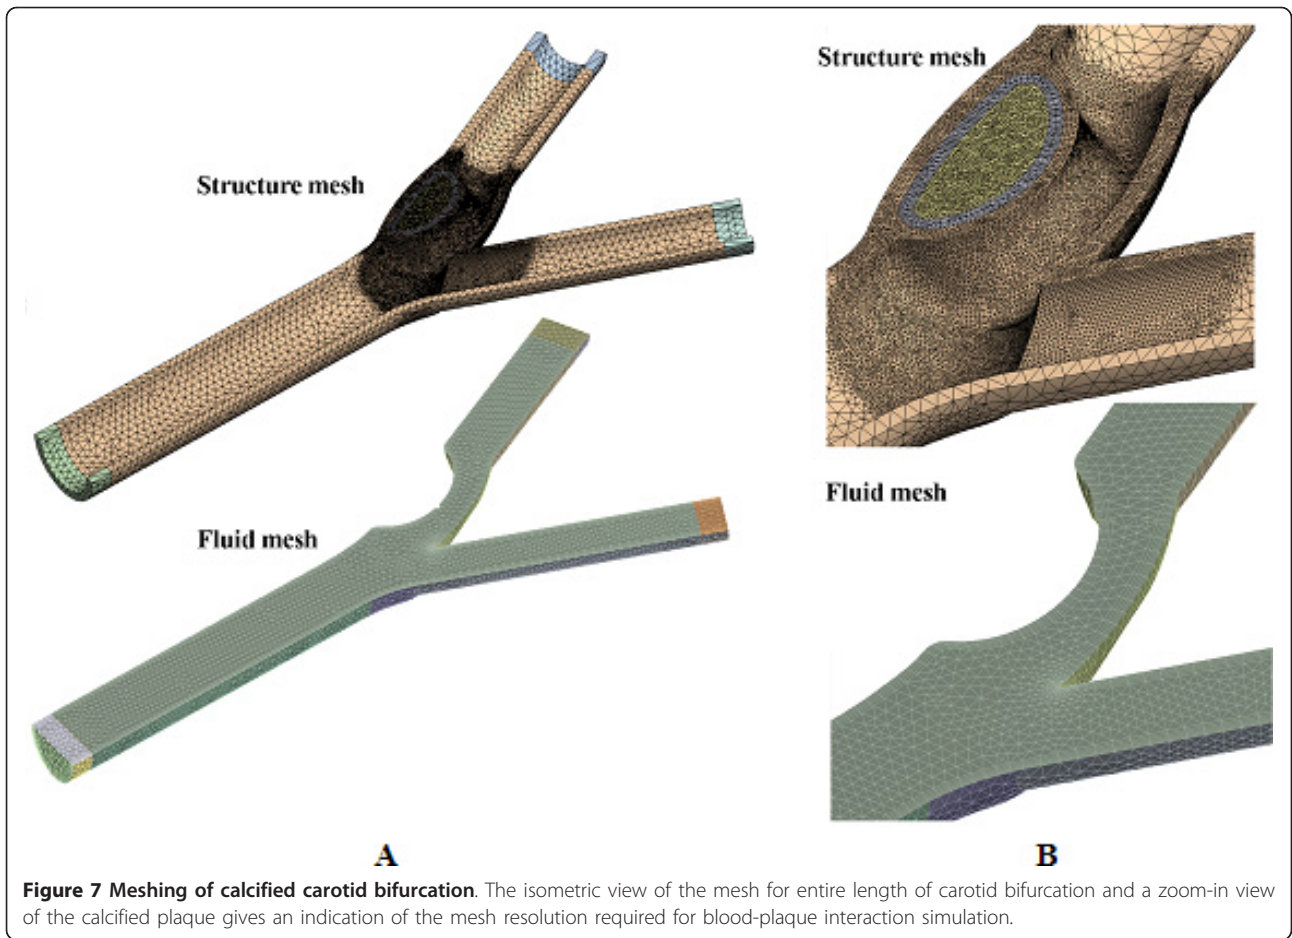 Structure mesh
Structure mesh
Fluid mesh
Fluid mesh
A
B
Figure 7 Meshing of calcified carotid bifurcation. The isometric view of the mesh for entire length of carotid bifurcation and a zoom-in view
of the calcified plaque gives an indication of the mesh resolution required for blood-plaque interaction simulation.